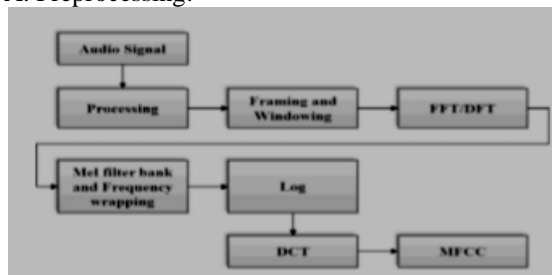 A. Preprocessing:
Audio Signal
Processing
Framing and
Windowing
FFT/DFT
Mel filter bank
and Frequency
wrapping
Log
DCT
MFCC